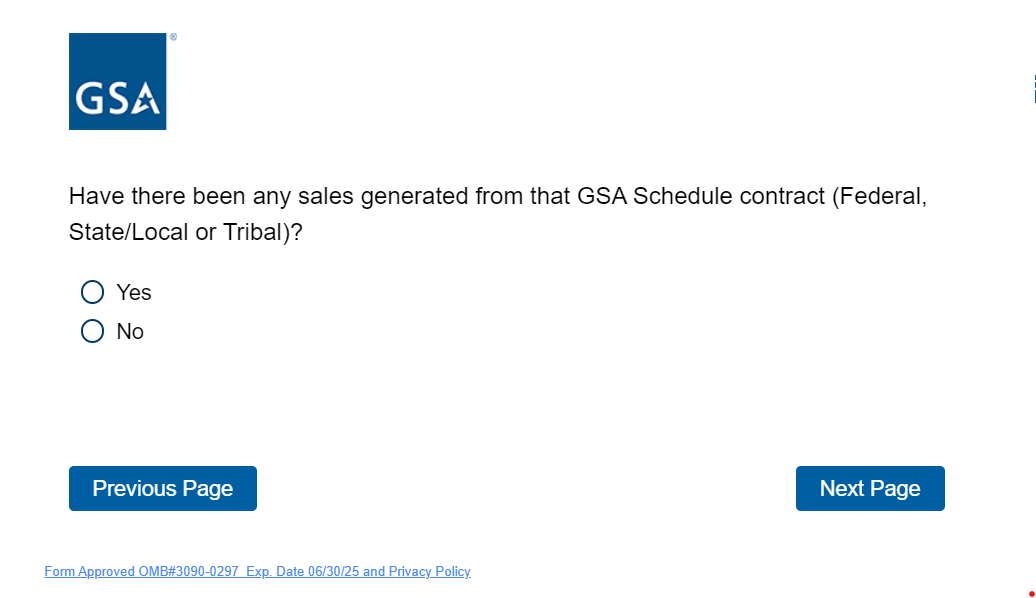 GSA
®
Have there been any sales generated from that GSA Schedule contract (Federal,
State/Local or Tribal)?
Yes
No
Previous Page
Next Page
Form Approved OMB#3090-0297  Exp. Date 06/30/25 and Privacy Policy